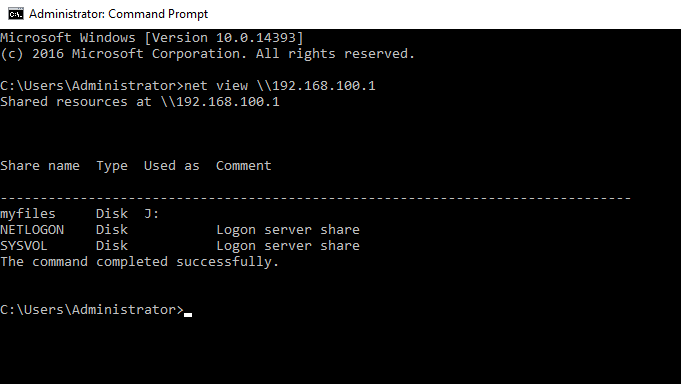 Administrator: Command Prompt
Microsoft Windows [Version 10.0.14393]
(c) 2016 Microsoft Corporation. All rights reserved.
C:\Users\Administrator>net view \\192.168.100.1
Shared resources at \\192.168.100.1
Share name  Type  Used as  Comment
-------------------------------------------------------------------------------
myfiles     Disk  J:
NETLOGON    Disk           Logon server share
SYSVOL      Disk           Logon server share
The command completed successfully.
C:\Users\Administrator>